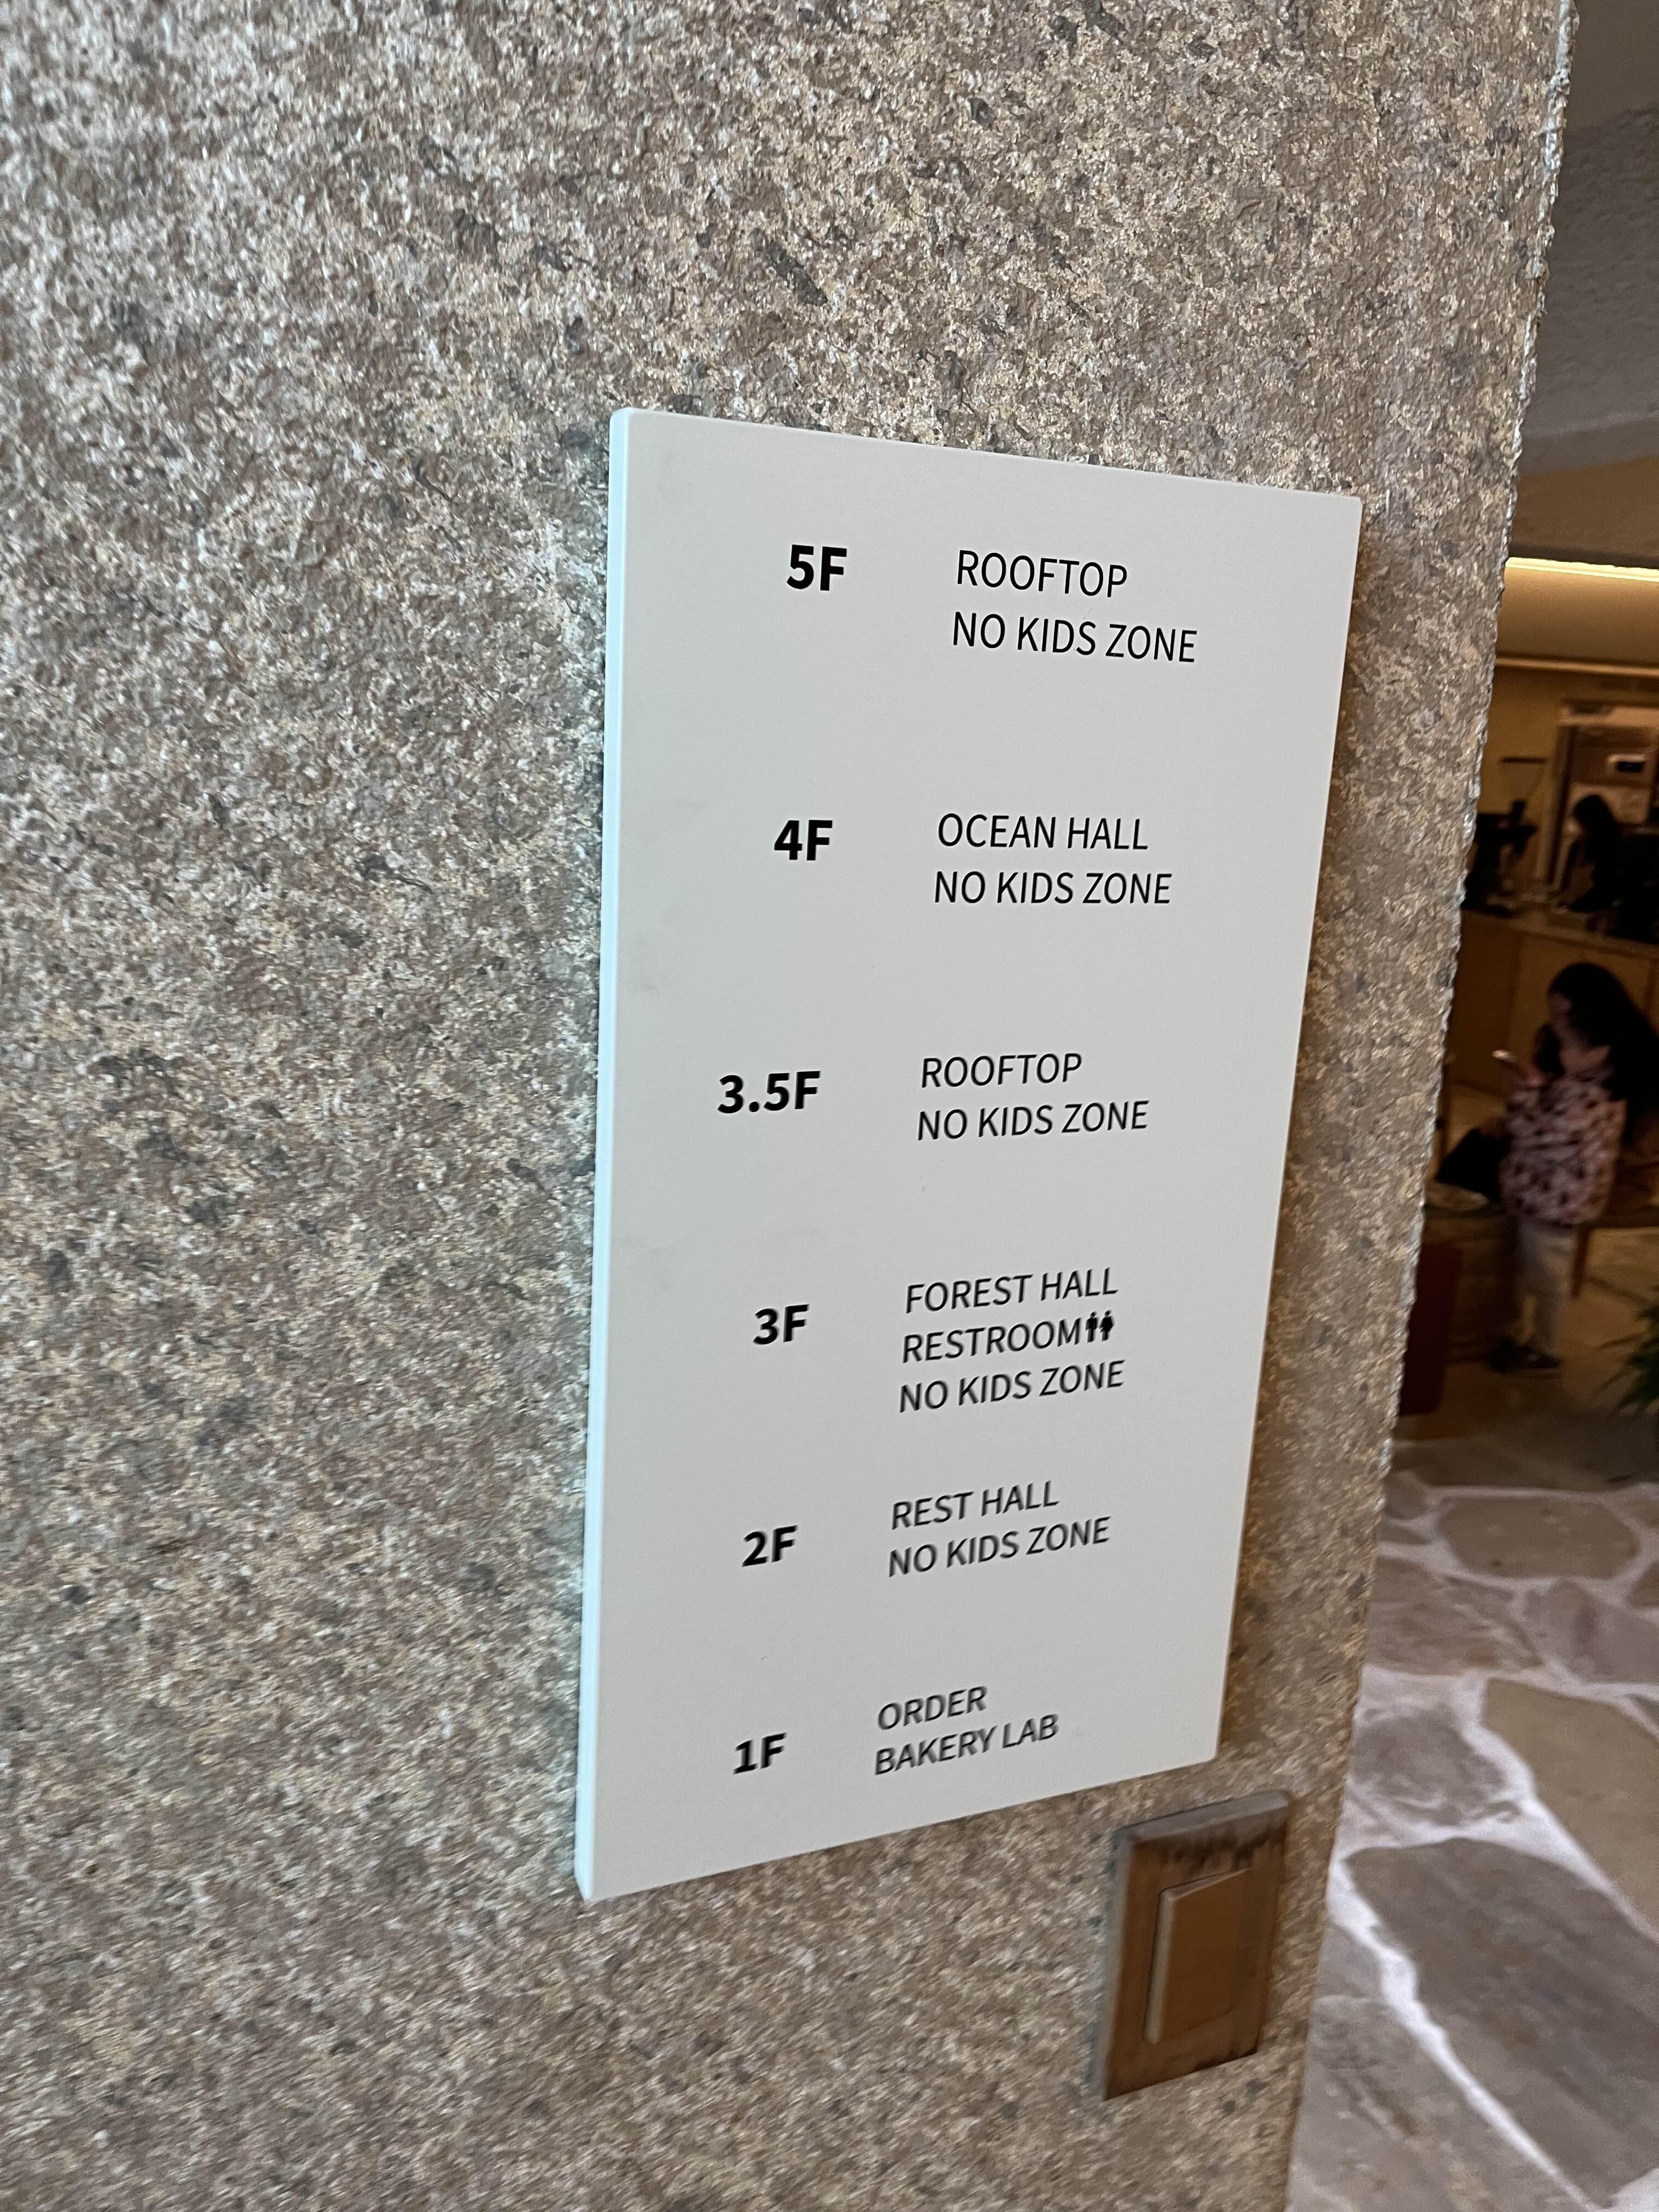 5F ROOFTOP
NO KIDS ZONE
4F OCEAN HALL
NO KIDS ZONE
3.5F ROOFTOP
NO KIDS ZONE
3F FOREST HALL
RESTROOM
NO KIDS ZONE
2F REST HALL
NO KIDS ZONE
1F ORDER
BAKERY LAB